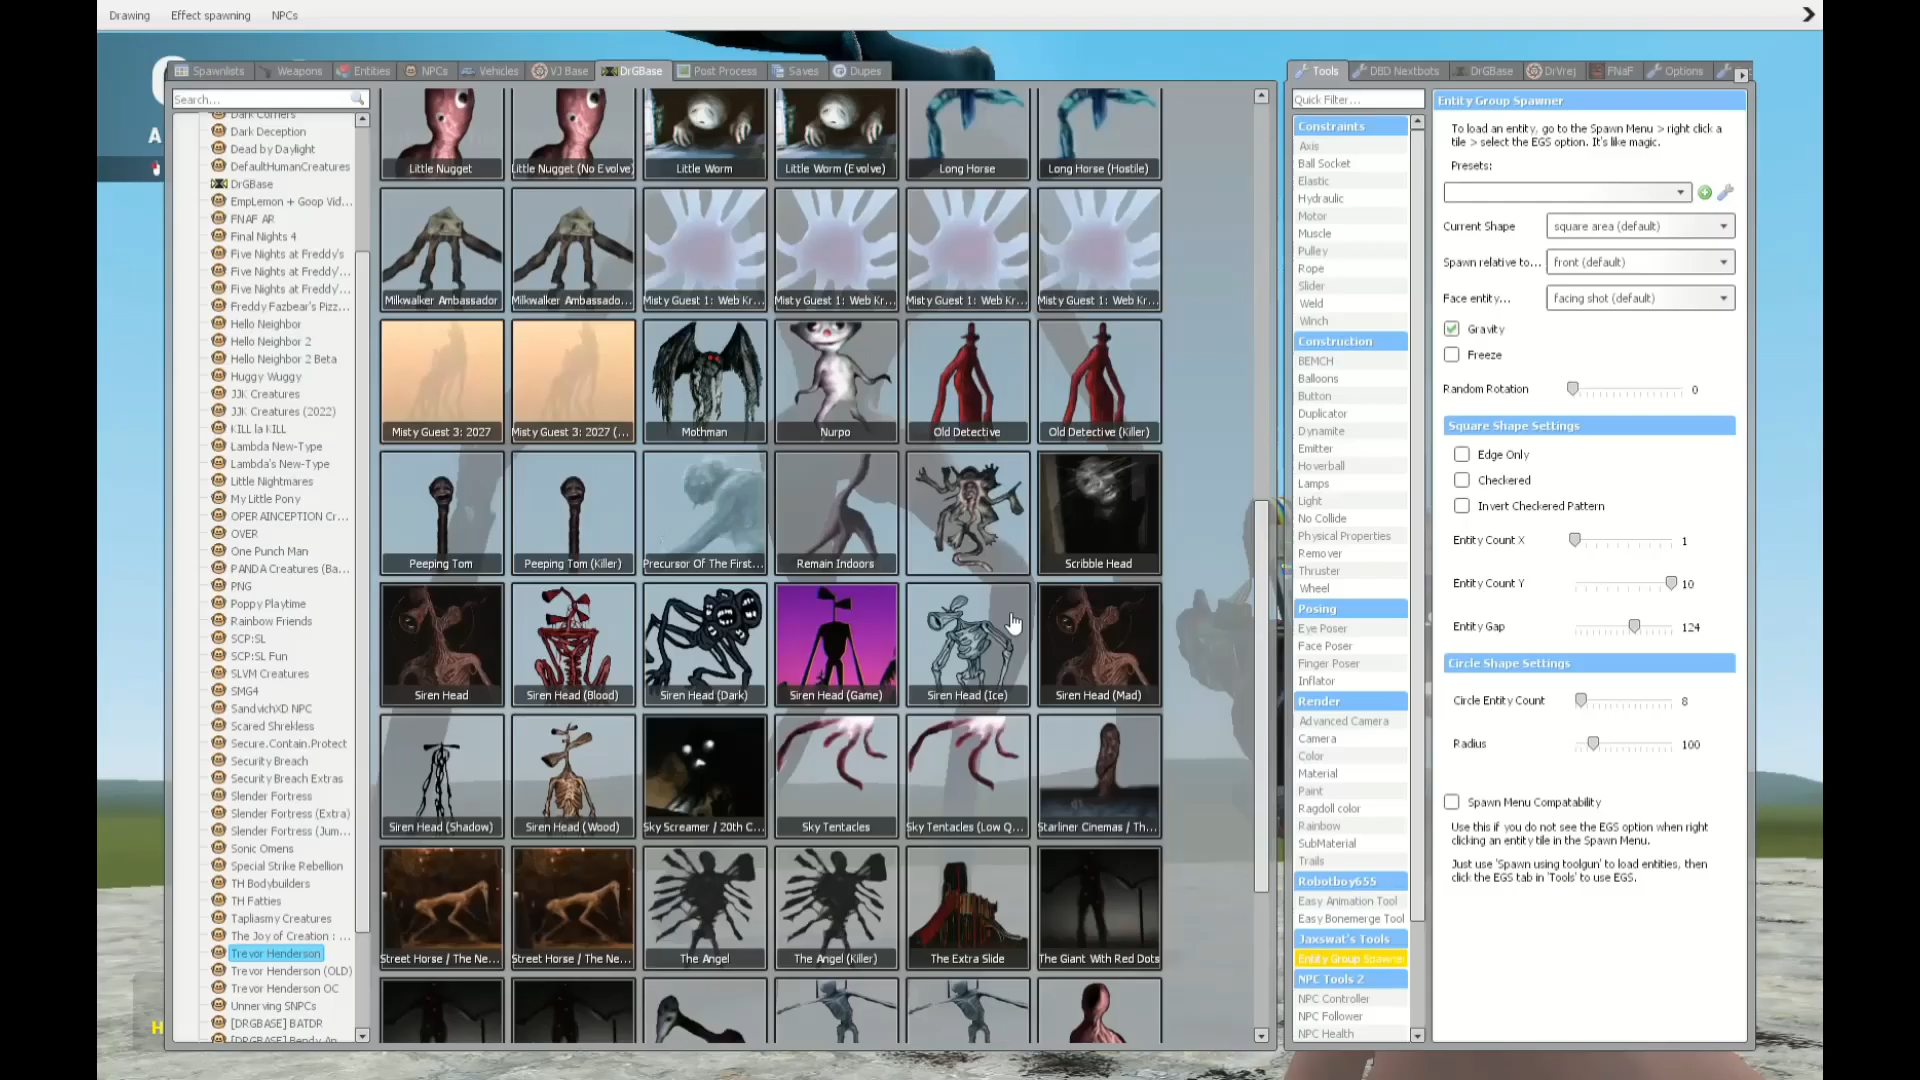 Drawing Effect spawning NPCs
Spawnlists Weapons Entities NPCs Vehicles VJ Base DrGBase Post Process Saves Dupes
Search...
Dark Corners
Dark Deception
Dead by Daylight
DefaultHumanCreatures
DrGBase
EmpLemon + Goop Vid...
FNAF AR
Final Nights 4
Five Nights at Freddy's
Five Nights at Freddy'...
Five Nights at Freddy'...
Freddy Fazbear's Pizz...
Hello Neighbor
Hello Neighbor 2
Hello Neighbor 2 Beta
Huggy Wuggy
JJK Creatures
JJK Creatures (2022)
KILL la KILL
Lambda New-Type
Lambda's New-Type
Little Nightmares
My Little Pony
OPER AINCEPTION Cr...
OVER
One Punch Man
PANDA Creatures (Ba...
PNG
Poppy Playtime
Rainbow Friends
SCP:SL
SCP:SL Fun
SLVM Creatures
SMG4
SandvichXD NPC
Scared Shrekless
Secure.Contain.Protect
Security Breach
Security Breach Extras
Slender Fortress
Slender Fortress (Extra)
Slender Fortress (Jum...
Sonic Omens
Special Strike Rebellion
TH Bodybuilders
TH Fatties
Tapliasmy Creatures
The Joy of Creation : ...
Trevor Henderson
Trevor Henderson (OLD)
Trevor Henderson OC
Unnerving SNPCs
[DRGBASE] BATDR
[DRGBASE] Bendy An
Little Nugget Little Nugget (No Evolve) Little Worm Little Worm (Evolve) Long Horse Long Horse (Hostile)
Milkwalker Ambassador Milkwalker Ambassado... Misty Guest 1: Web Kr... Misty Guest 1: Web Kr... Misty Guest 1: Web Kr... Misty Guest 1: Web Kr...
Misty Guest 3: 2027 Misty Guest 3: 2027 (... Mothman Nurpo Old Detective Old Detective (Killer)
Peeping Tom Peeping Tom (Killer) Precursor Of The First... Remain Indoors Scribble Head
Siren Head Siren Head (Blood) Siren Head (Dark) Siren Head (Game) Siren Head (Ice) Siren Head (Mad)
Siren Head (Shadow) Siren Head (Wood) Sky Screamer / 20th C... Sky Tentacles Sky Tentacles (Low Q... Starliner Cinemas / Th...
Street Horse / The Ne... Street Horse / The Ne... The Angel The Angel (Killer) The Extra Slide The Giant With Red Dots
Tools DBD Nextbots DrGBase DrVrej FNaF Options
Quick Filter...
Constraints
Axis
Ball Socket
Elastic
Hydraulic
Motor
Muscle
Pulley
Rope
Slider
Weld
Winch
Construction
BEMCH
Balloons
Button
Duplicator
Dynamite
Emitter
Hoverball
Lamps
Light
No Collide
Physical Properties
Remover
Thruster
Wheel
Posing
Eye Poser
Face Poser
Finger Poser
Inflator
Render
Advanced Camera
Camera
Color
Material
Paint
Ragdoll color
Rainbow
SubMaterial
Trails
Robotboy655
Easy Animation Tool
Easy Bonemerge Tool
Jaxswat's Tools
Entity Group Spawner
NPC Tools 2
NPC Controller
NPC Follower
NPC Health
Entity Group Spawner
To load an entity, go to the Spawn Menu > right click a
tile > select the EGS option. It's like magic.
Presets:
Current Shape square area (default)
Spawn relative to... front (default)
Face entity... facing shot (default)
Gravity
Freeze
Random Rotation 0
Square Shape Settings
Edge Only
Checkered
Invert Checkered Pattern
Entity Count X 1
Entity Count Y 10
Entity Gap 124
Circle Shape Settings
Circle Entity Count 8
Radius 100
Spawn Menu Compatability
Use this if you do not see the EGS option when right
clicking an entity tile in the Spawn Menu.
Just use 'Spawn using toolgun' to load entities, then
click the EGS tab in 'Tools' to use EGS.
A
H